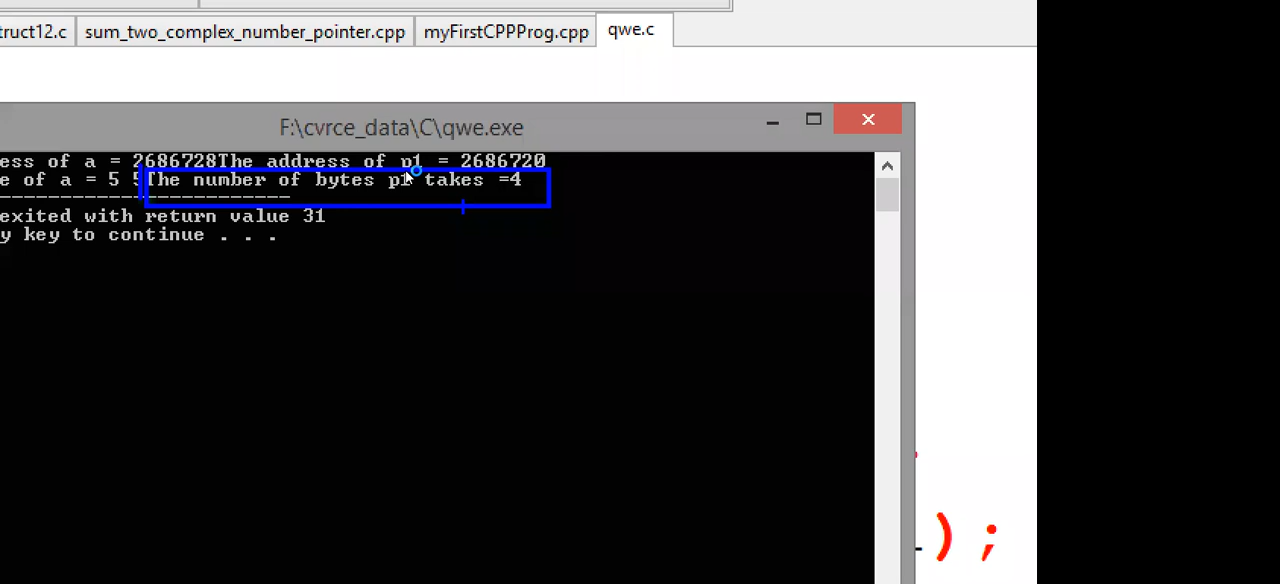 truct12.c sum_two_complex_number_pointer.cpp myFirstCPPProg.cpp qwe.c
F:\cvrce_data\C\qwe.exe
ess of a = 2686728The address of p1 = 2686720
e of a = 5 5The number of bytes p1 takes =4
exited with return value 31
y key to continue . . .
);